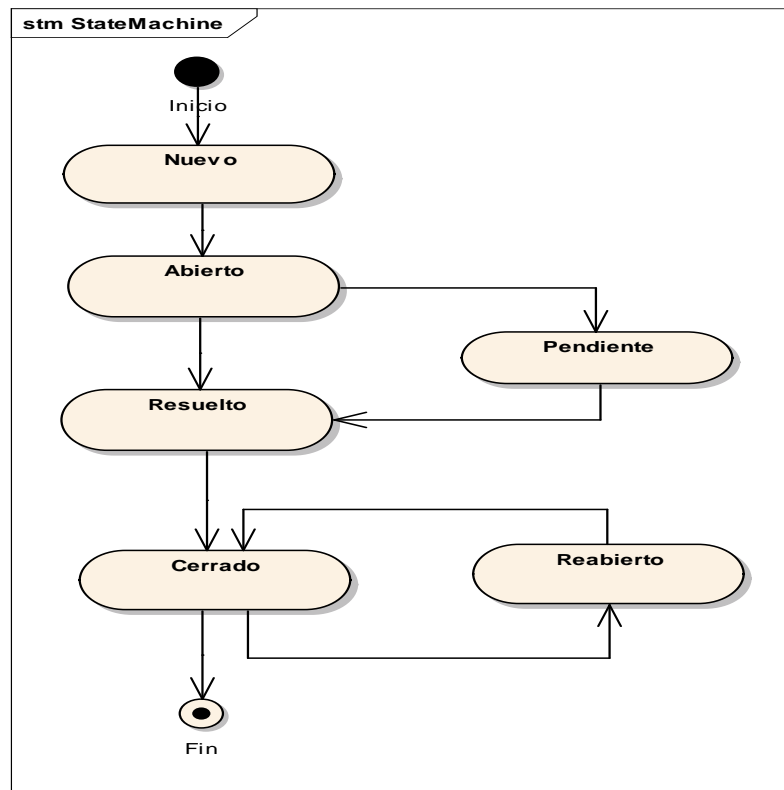 stm StateMachine
Inicio
Nuevo
Abierto
Pendiente
Resuelto
Cerrado
Reabierto
Fin